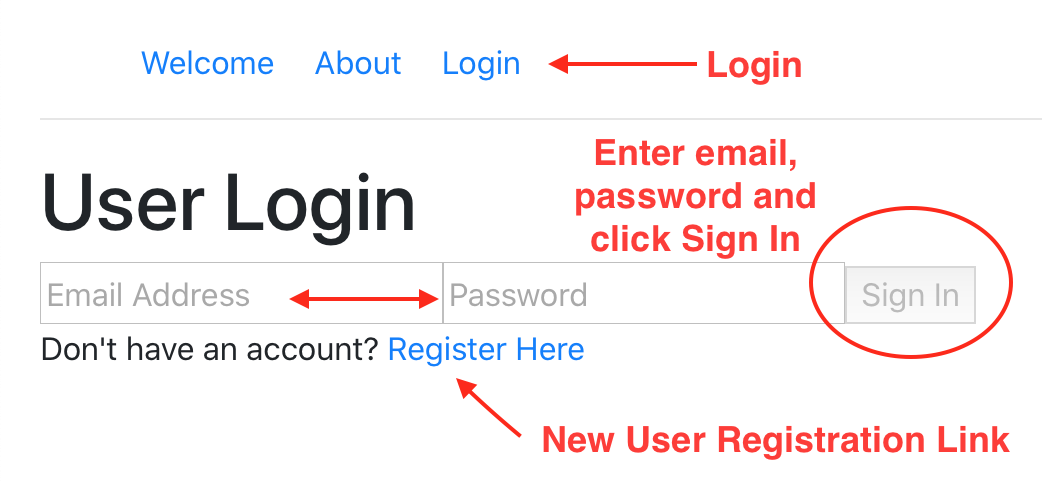 Welcome About Login Login
Enter email,
password and
click Sign In
User Login
Email Address Password Sign In
Don't have an account? Register Here
New User Registration Link